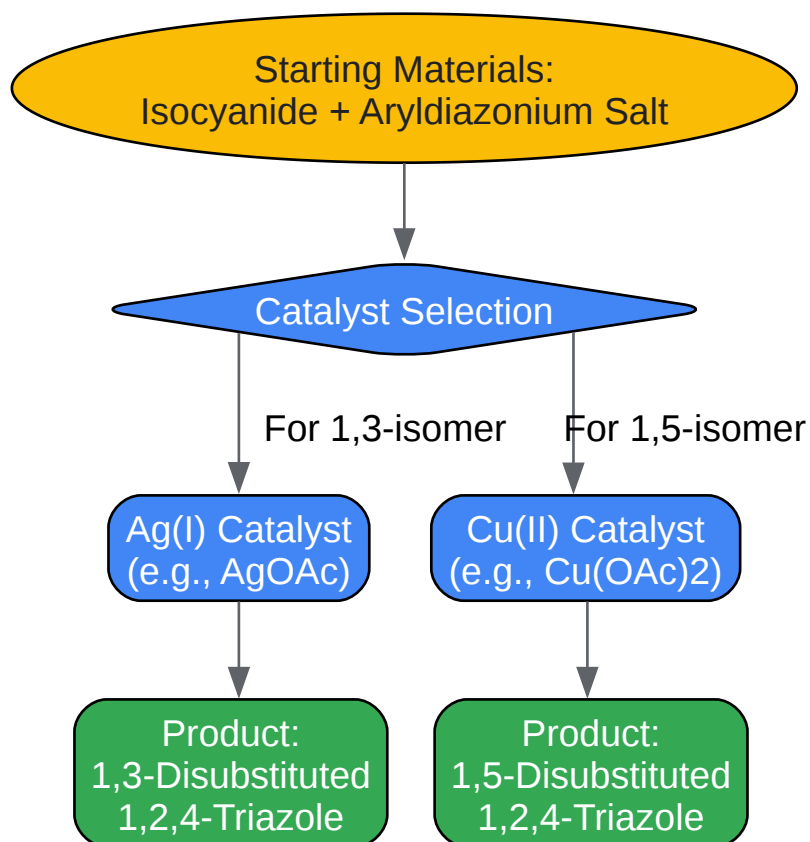 Starting Materials:
Isocyanide + Aryldiazonium Salt
Catalyst Selection
For 1,3-isomer
For 1,5-isomer
Ag(I) Catalyst
(e.g., AgOAc)
Cu(II) Catalyst
(e.g., Cu(OAc)2)
Product:
1,3-Disubstituted
1,2,4-Triazole
Product:
1,5-Disubstituted
1,2,4-Triazole